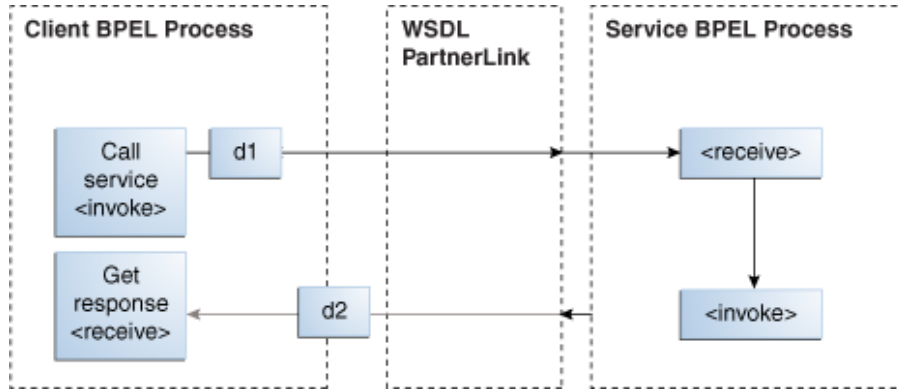 Client BPEL Process
WSDL
PartnerLink
Service BPEL Process
Call
service
<invoke>
d1
<receive>
Get
response
<receive>
d2
<invoke>